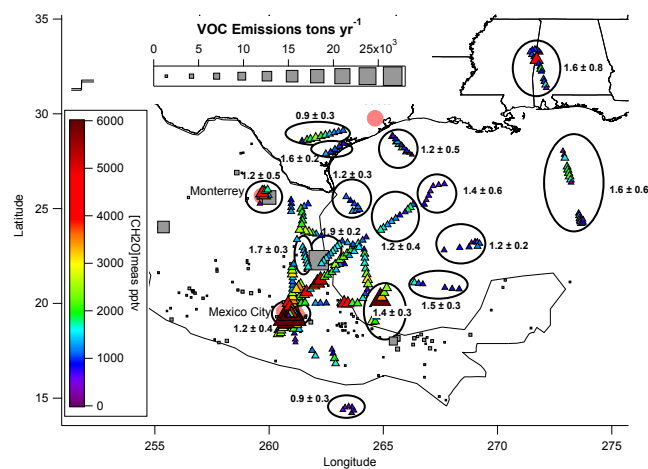 VOC Emissions tons yr-1
0 5 10 15 20 25x10³
35
30
25
20
15
Latitude
6000
5000
4000
3000
2000
1000
0
[CH2O]meas pptv
1.6 ± 0.8
0.9 ± 0.3
1.6 ± 0.2
1.2 ± 0.5
1.2 ± 0.5
1.2 ± 0.3
Monterrey
1.4 ± 0.6
1.6 ± 0.6
1.9 ± 0.2
1.2 ± 0.4
1.7 ± 0.3
1.2 ± 0.2
Mexico City
1.2 ± 0.4
1.4 ± 0.3
1.5 ± 0.3
0.9 ± 0.3
255 260 265 270 275
Longitude